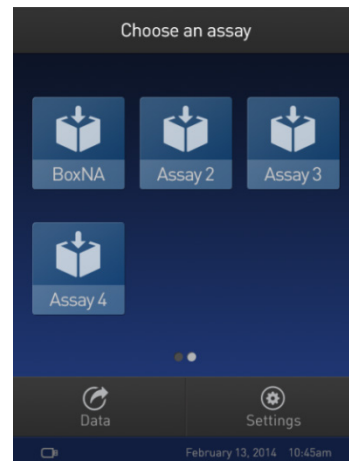 Choose an assay
BoxNA Assay 2 Assay 3
Assay 4
Data Settings
February 13, 2014 10:45am